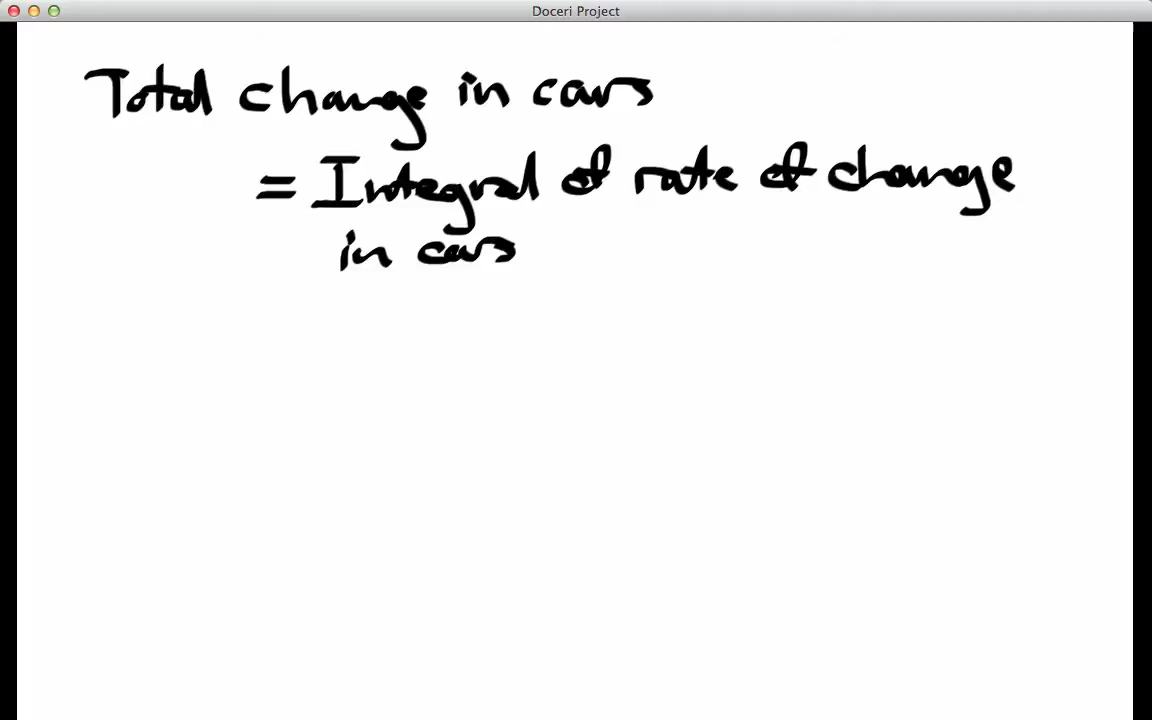 Doceri Project
Total change in cars
= Integral of rate of change
in cars